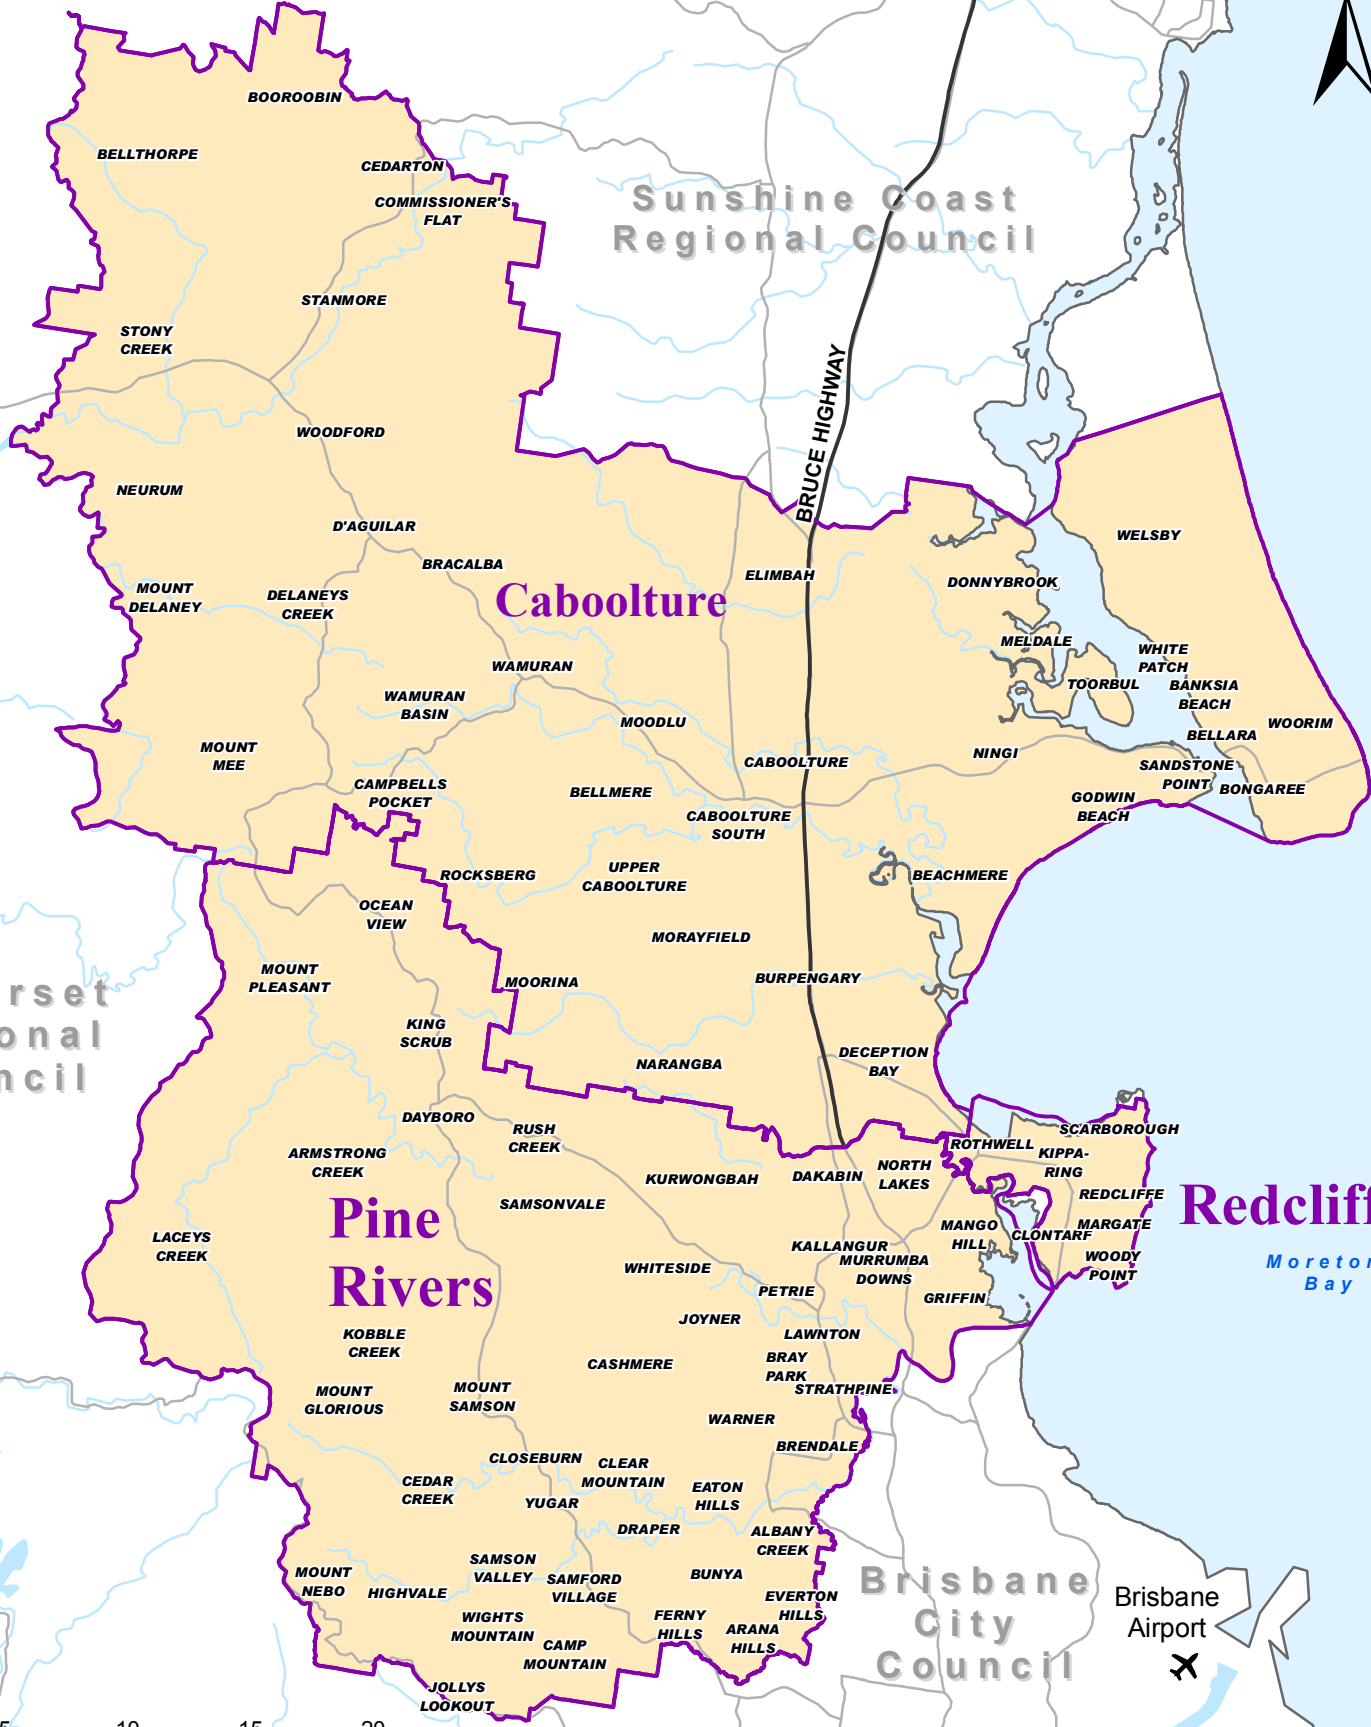 BOOROOBIN
BELLTHORPE
CEDARTON
COMMISSIONER'S
FLAT
Sunshine Coast
Regional Council
STANMORE
STONY
CREEK
BRUCE HIGHWAY
WOODFORD
NEURUM
D'AGUILAR
WELSBY
BRACALBA
ELIMBAH
DONNYBROOK
MOUNT
DELANEY
DELANEYS
CREEK
Caboolture
MELDALE
WHITE
PATCH
WAMURAN
TOORBUL
BANKSIA
BEACH
WAMURAN
BASIN
MOODLU
WOORIM
BELLARA
MOUNT
MEE
NINGI
CABOOLTURE
SANDSTONE
POINT
BONGAREE
CAMPBELLS
POCKET
BELLMERE
GODWIN
BEACH
CABOOLTURE
SOUTH
ROCKSBERG
UPPER
CABOOLTURE
BEACHMERE
OCEAN
VIEW
MORAYFIELD
MOUNT
PLEASANT
MOORINA
BURPENGARY
rset
onal
ncil
KING
SCRUB
NARANGBA
DECEPTION
BAY
DAYBORO
RUSH
CREEK
SCARBOROUGH
ROTHWELL
KIPPA-
RING
ARMSTRONG
CREEK
KURWONGBAH
DAKABIN
NORTH
LAKES
REDCLIFFE
Pine
Rivers
SAMSONVALE
Redcliff
MANGO
HILL
CLONTARF
MARGATE
LACEYS
CREEK
KALLANGUR
MURRUMBA
DOWNS
WOODY
POINT
Moreton
Bay
WHITESIDE
PETRIE
GRIFFIN
JOYNER
LAWNTON
KOBBLE
CREEK
CASHMERE
BRAY
PARK
STRATHPINE
MOUNT
GLORIOUS
MOUNT
SAMSON
WARNER
BRENDALE
CLOSEBURN
CLEAR
MOUNTAIN
CEDAR
CREEK
YUGAR
EATON
HILLS
DRAPER
ALBANY
CREEK
SAMSON
VALLEY
MOUNT
NEBO
HIGHVALE
SAMFORD
VILLAGE
BUNYA
Brisbane
City
Council
EVERTON
HILLS
Brisbane
Airport
WIGHTS
MOUNTAIN
FERNY
HILLS
ARANA
HILLS
CAMP
MOUNTAIN
JOLLYS
LOOKOUT
5 10 15 20